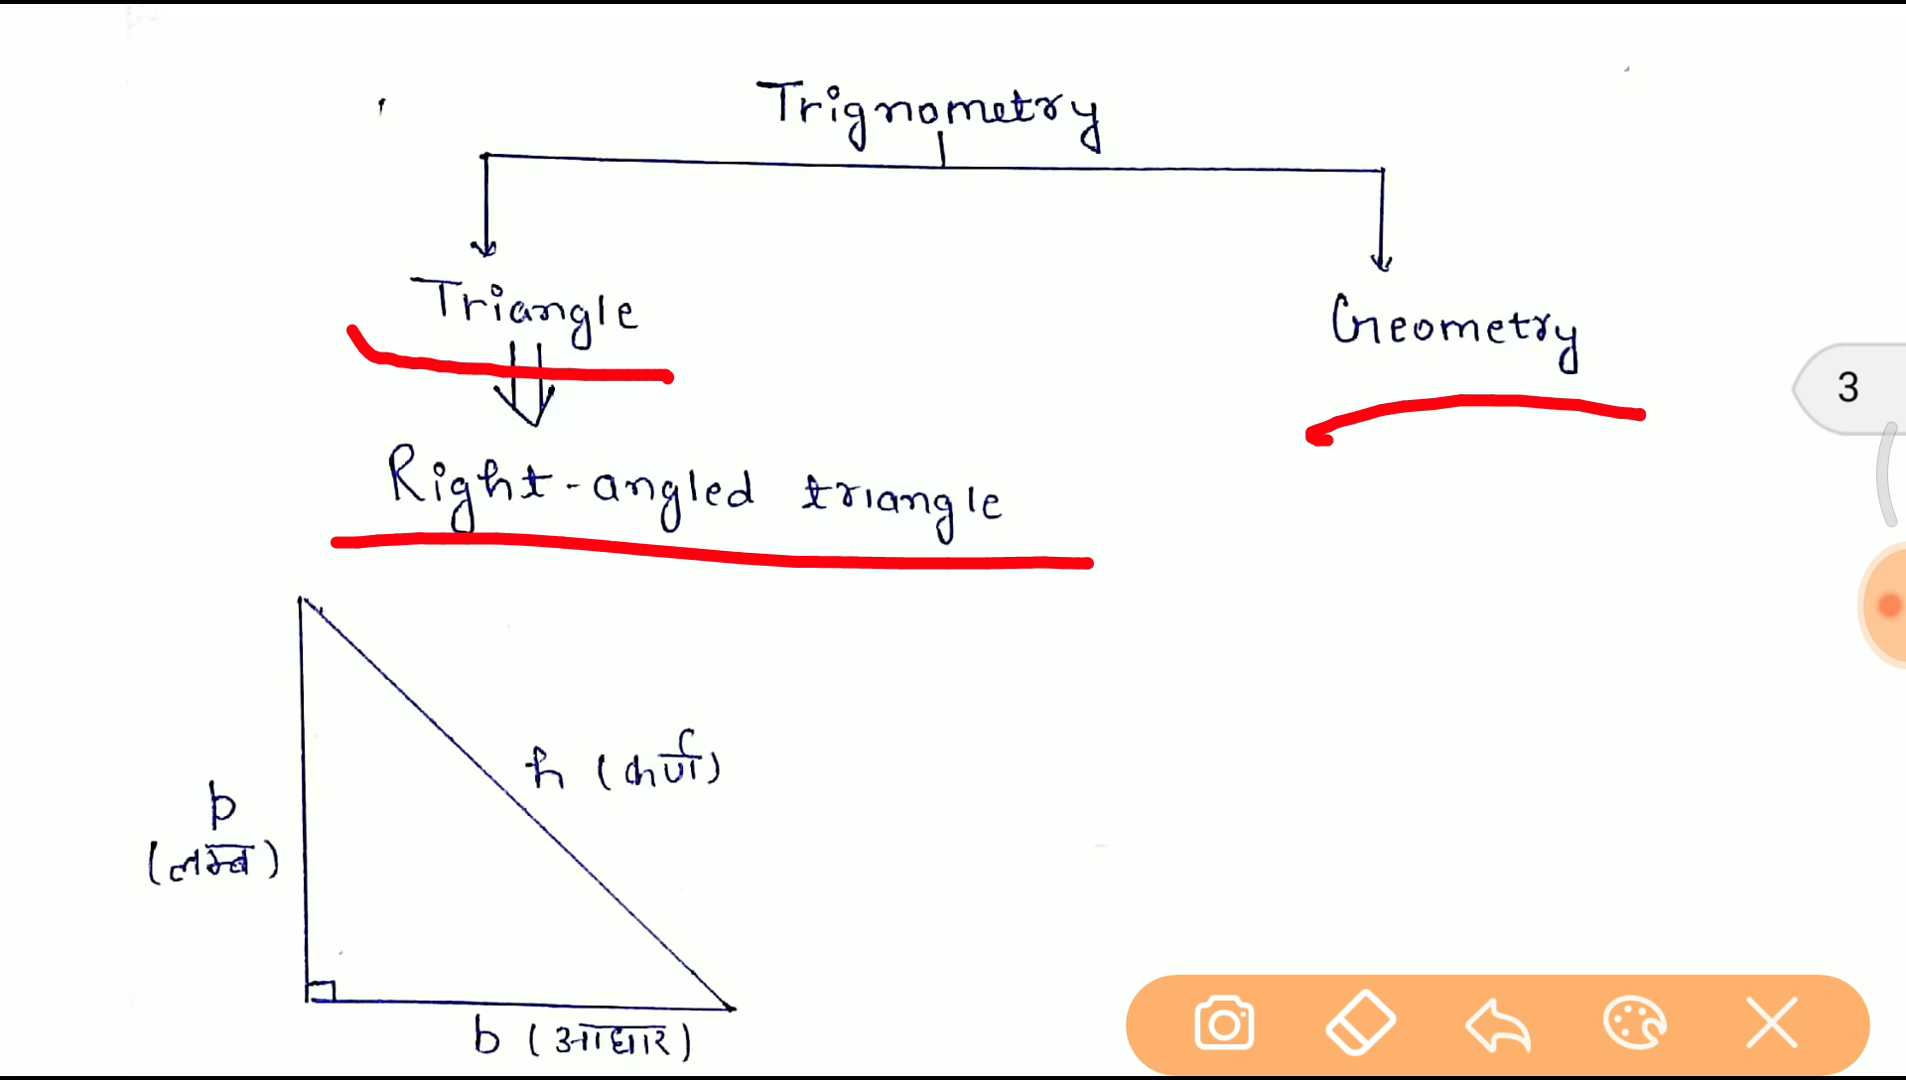 Trignometry
Triangle
Geometry
3
Right-angled triangle
h (कर्ण)
p
(लम्ब)
b (आधार)